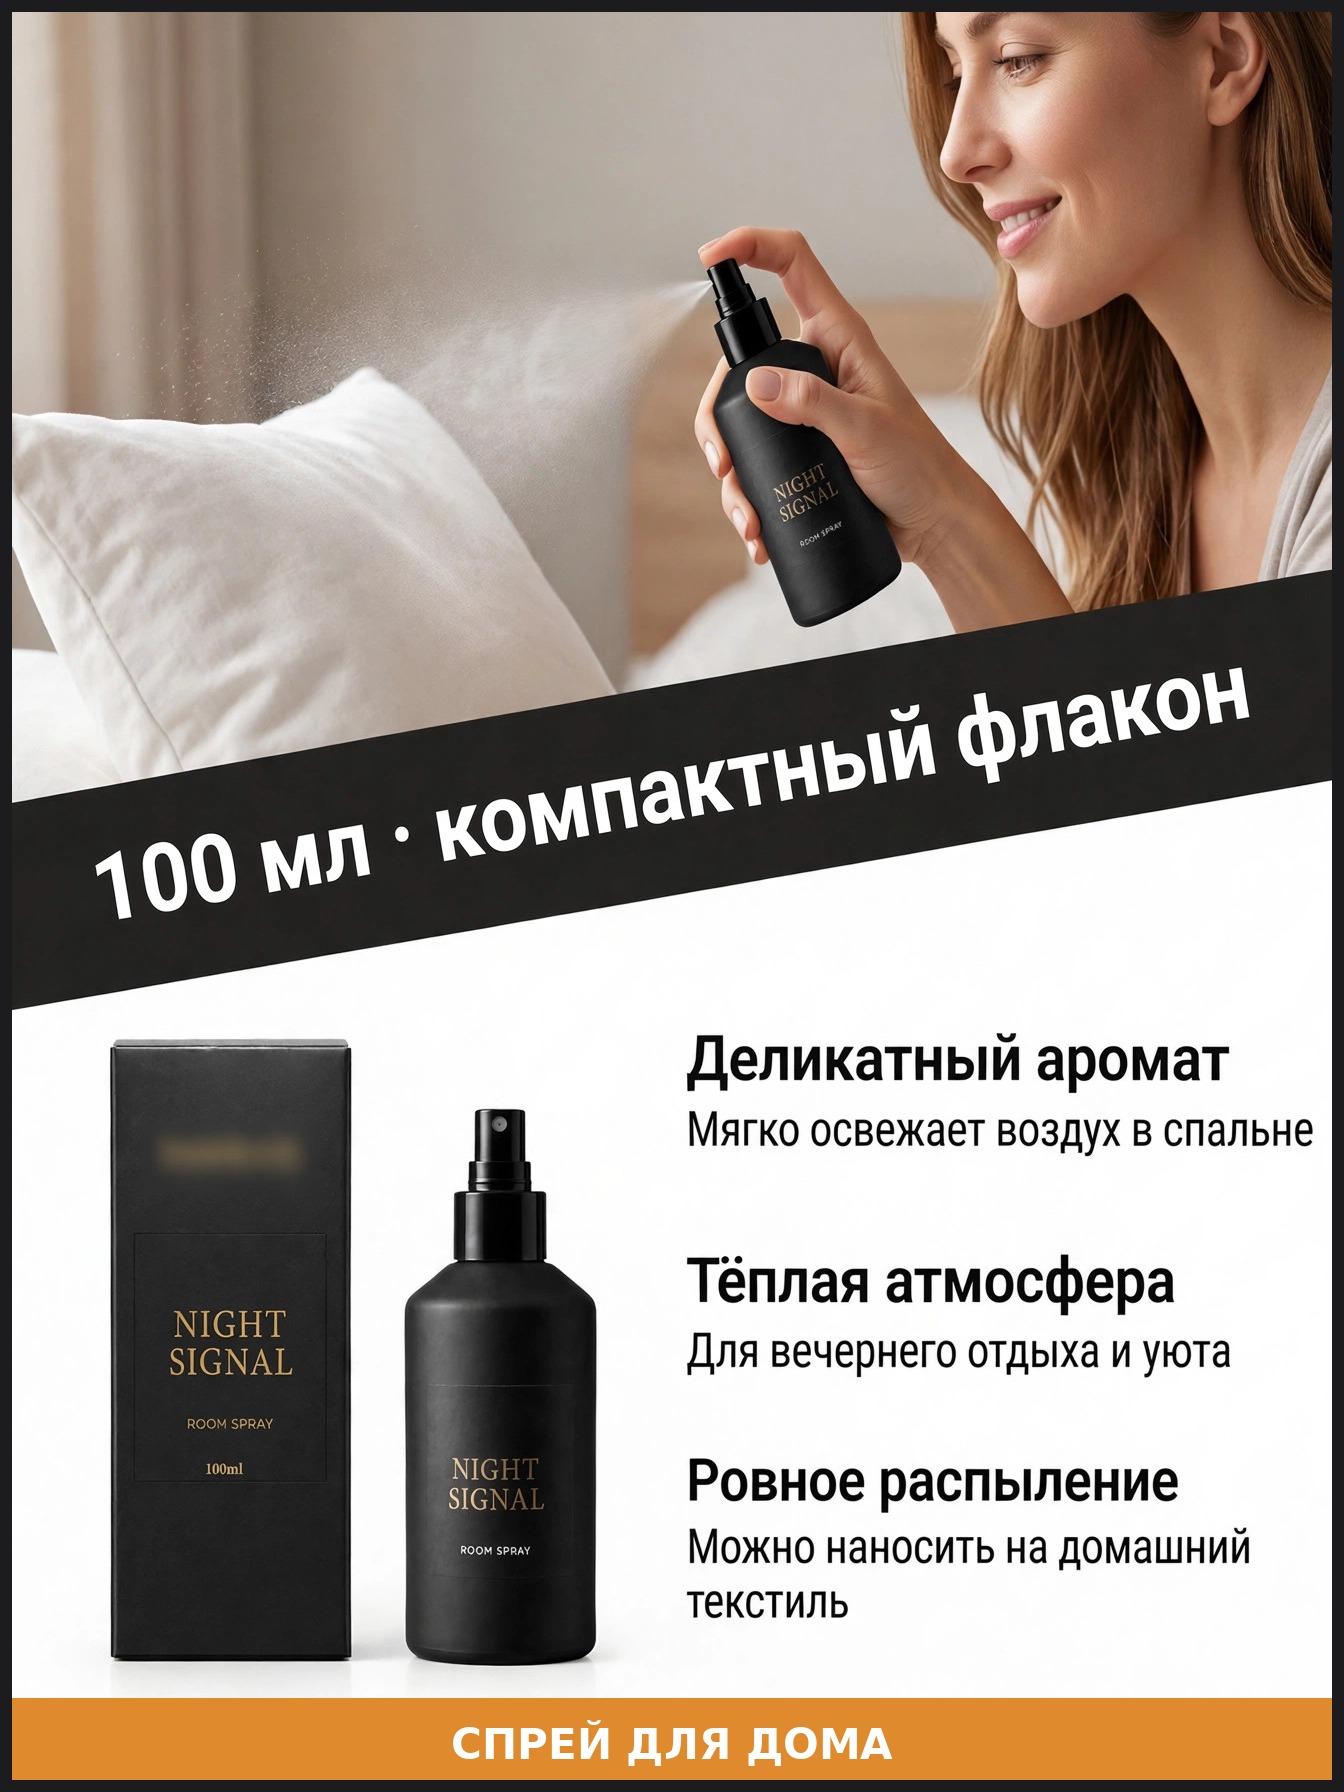 NIGHT
SIGNAL
ROOM SPRAY
100 мл · компактный флакон
Деликатный аромат
Мягко освежает воздух в спальне
Тёплая атмосфера
Для вечернего отдыха и уюта
Ровное распыление
Можно наносить на домашний
текстиль
NIGHT
SIGNAL
ROOM SPRAY
100ml
NIGHT
SIGNAL
ROOM SPRAY
СПРЕЙ ДЛЯ ДОМА